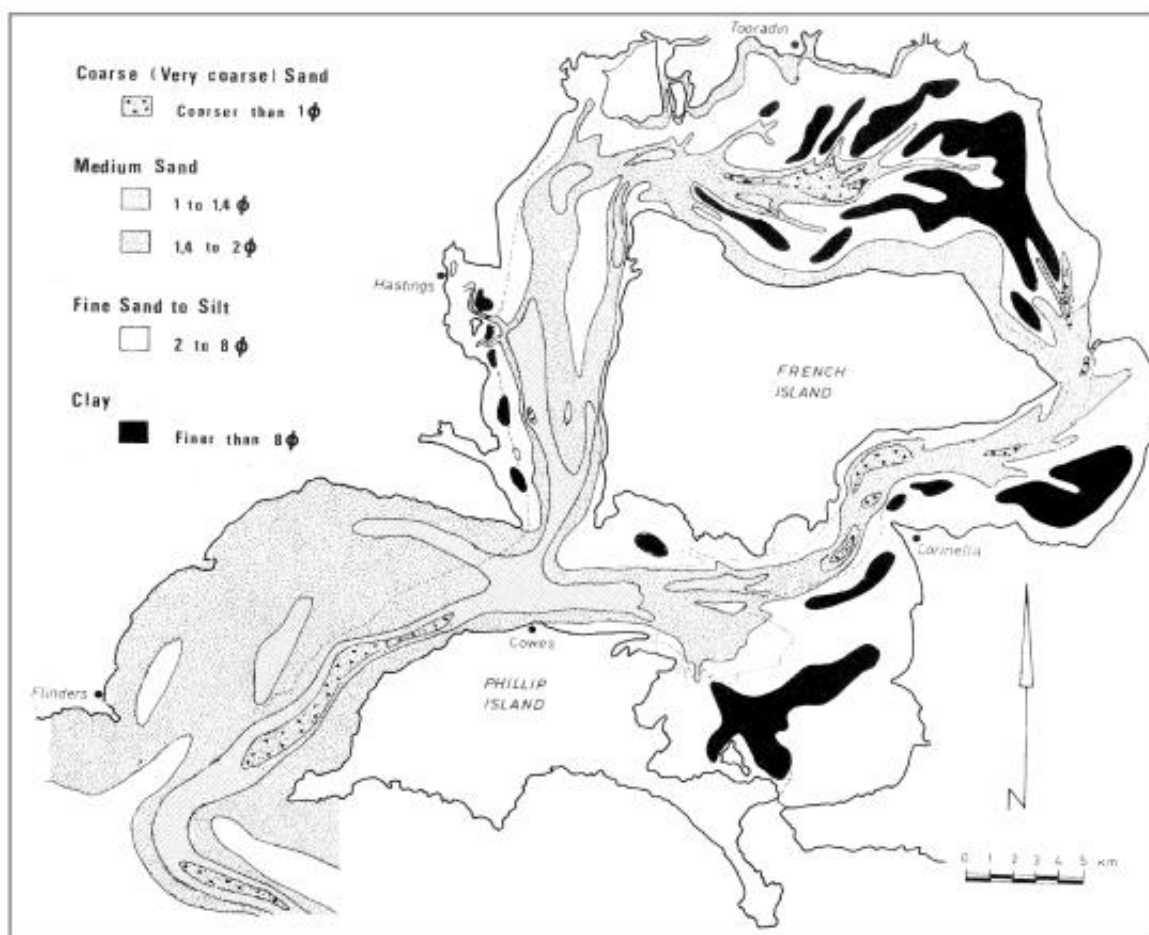 Coarse (Very coarse) Sand
Coarser than 1ϕ
Medium Sand
1 to 1,4ϕ
1,4 to 2ϕ
Fine Sand to Silt
2 to 8ϕ
Clay
Finer than 8ϕ
Tooradin
Hastings
FRENCH
ISLAND
Corinella
Cowes
Flinders
PHILLIP
ISLAND
N
0 1 2 3 4 5 km